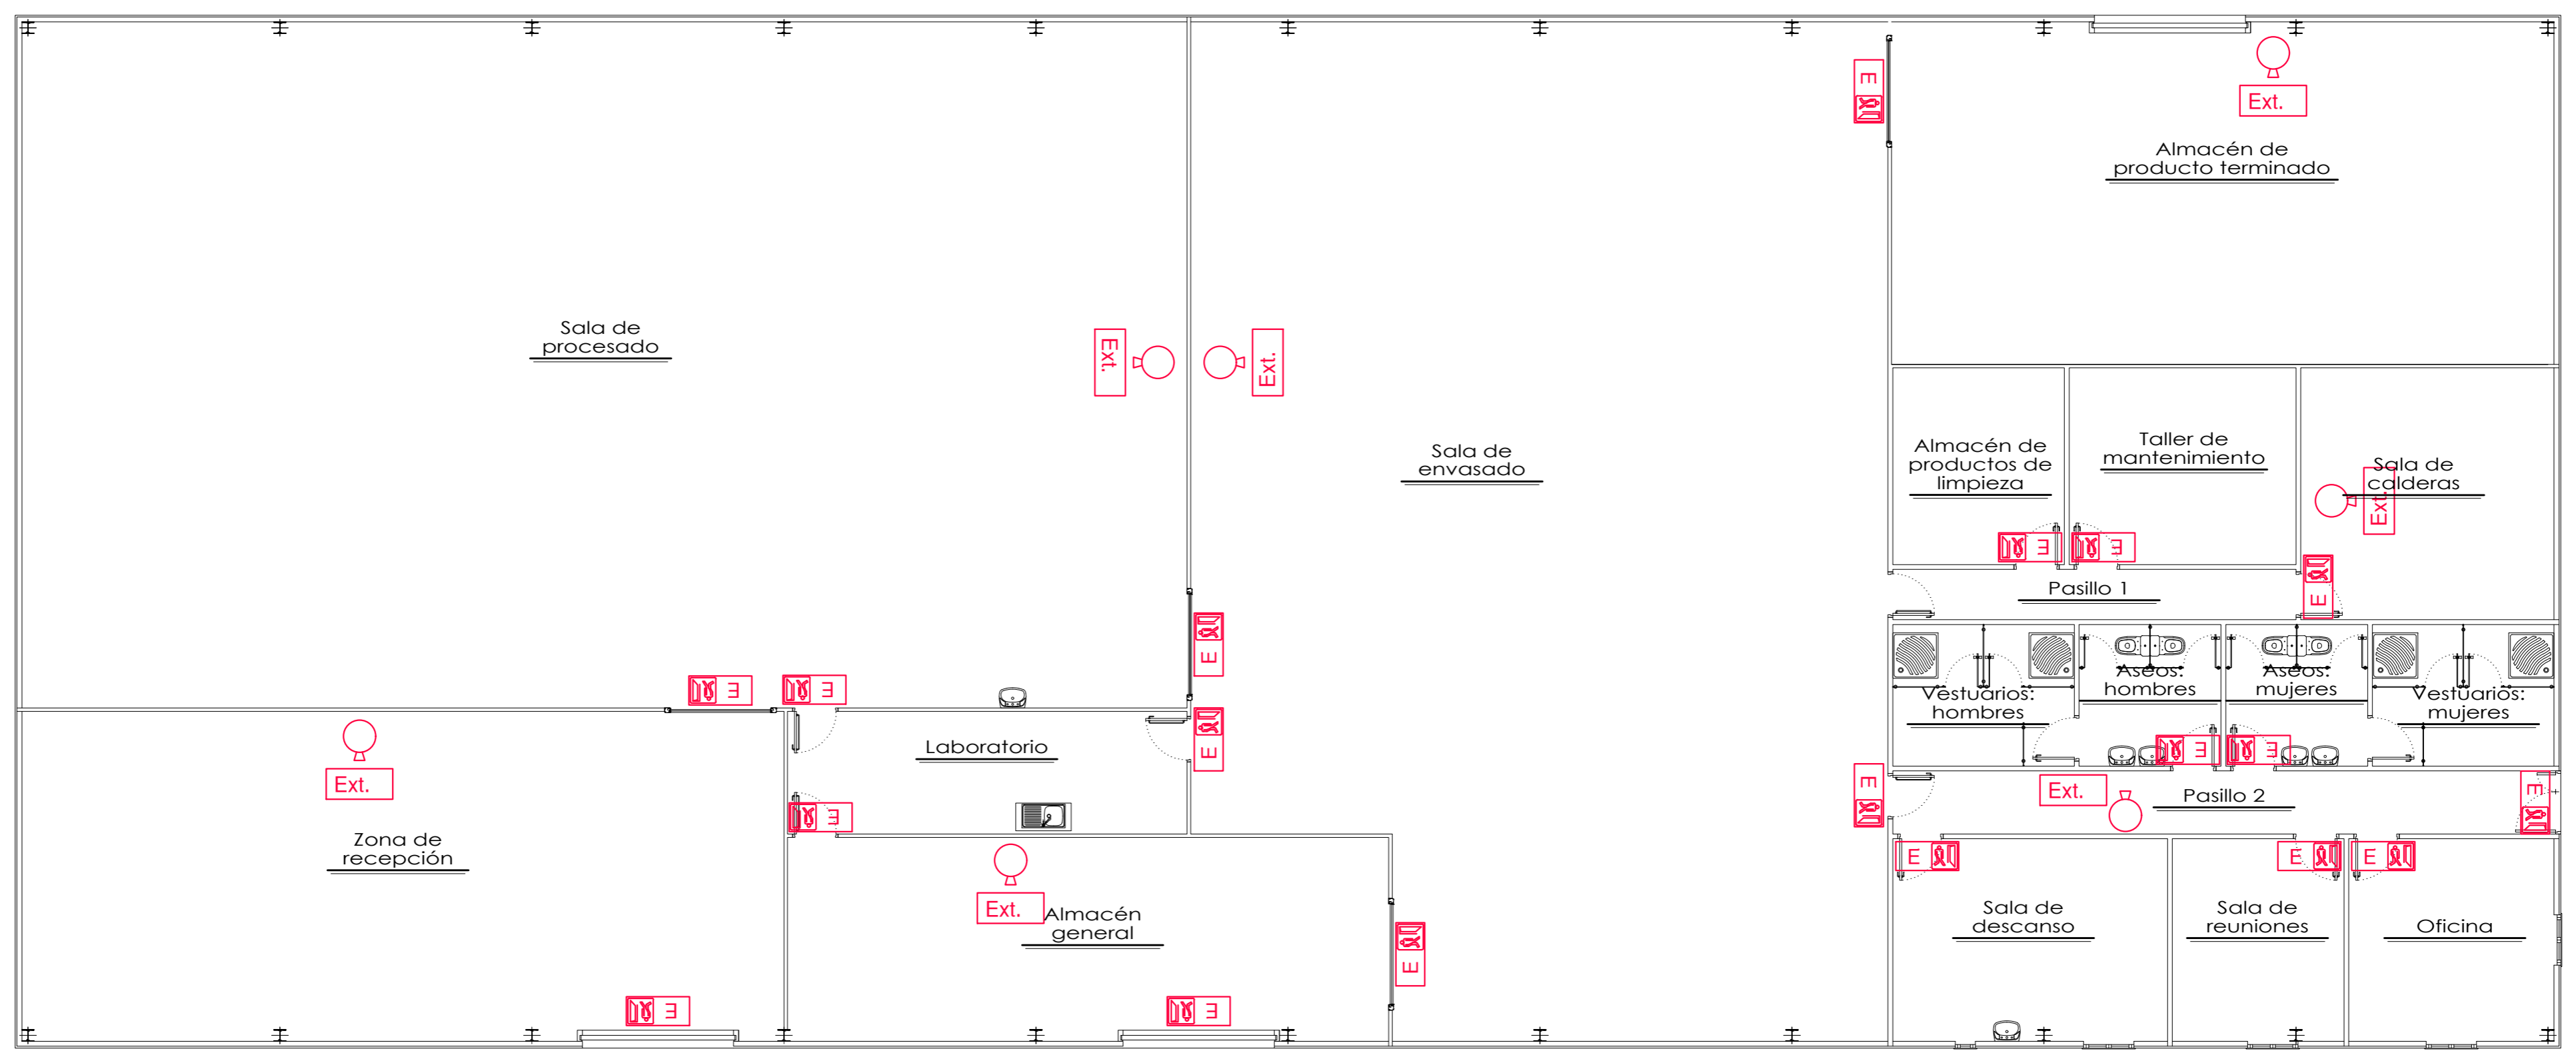 E
Ext.
Almacén de
producto terminado
Sala de
procesado
Ext.
Ext.
Sala de
envasado
Almacén de
productos de
limpieza
Taller de
mantenimiento
Sala de
calderas
Ext.
E
E
Pasillo 1
E
E
E
E
Vestuarios:
hombres
Aseos:
hombres
Aseos:
mujeres
Vestuarios:
mujeres
Laboratorio
E
E
E
Ext.
E
E
Ext.
Pasillo 2
E
E
Zona de
recepción
Ext.
Almacén
general
E
E
E
E
Sala de
descanso
Sala de
reuniones
Oficina
E
E